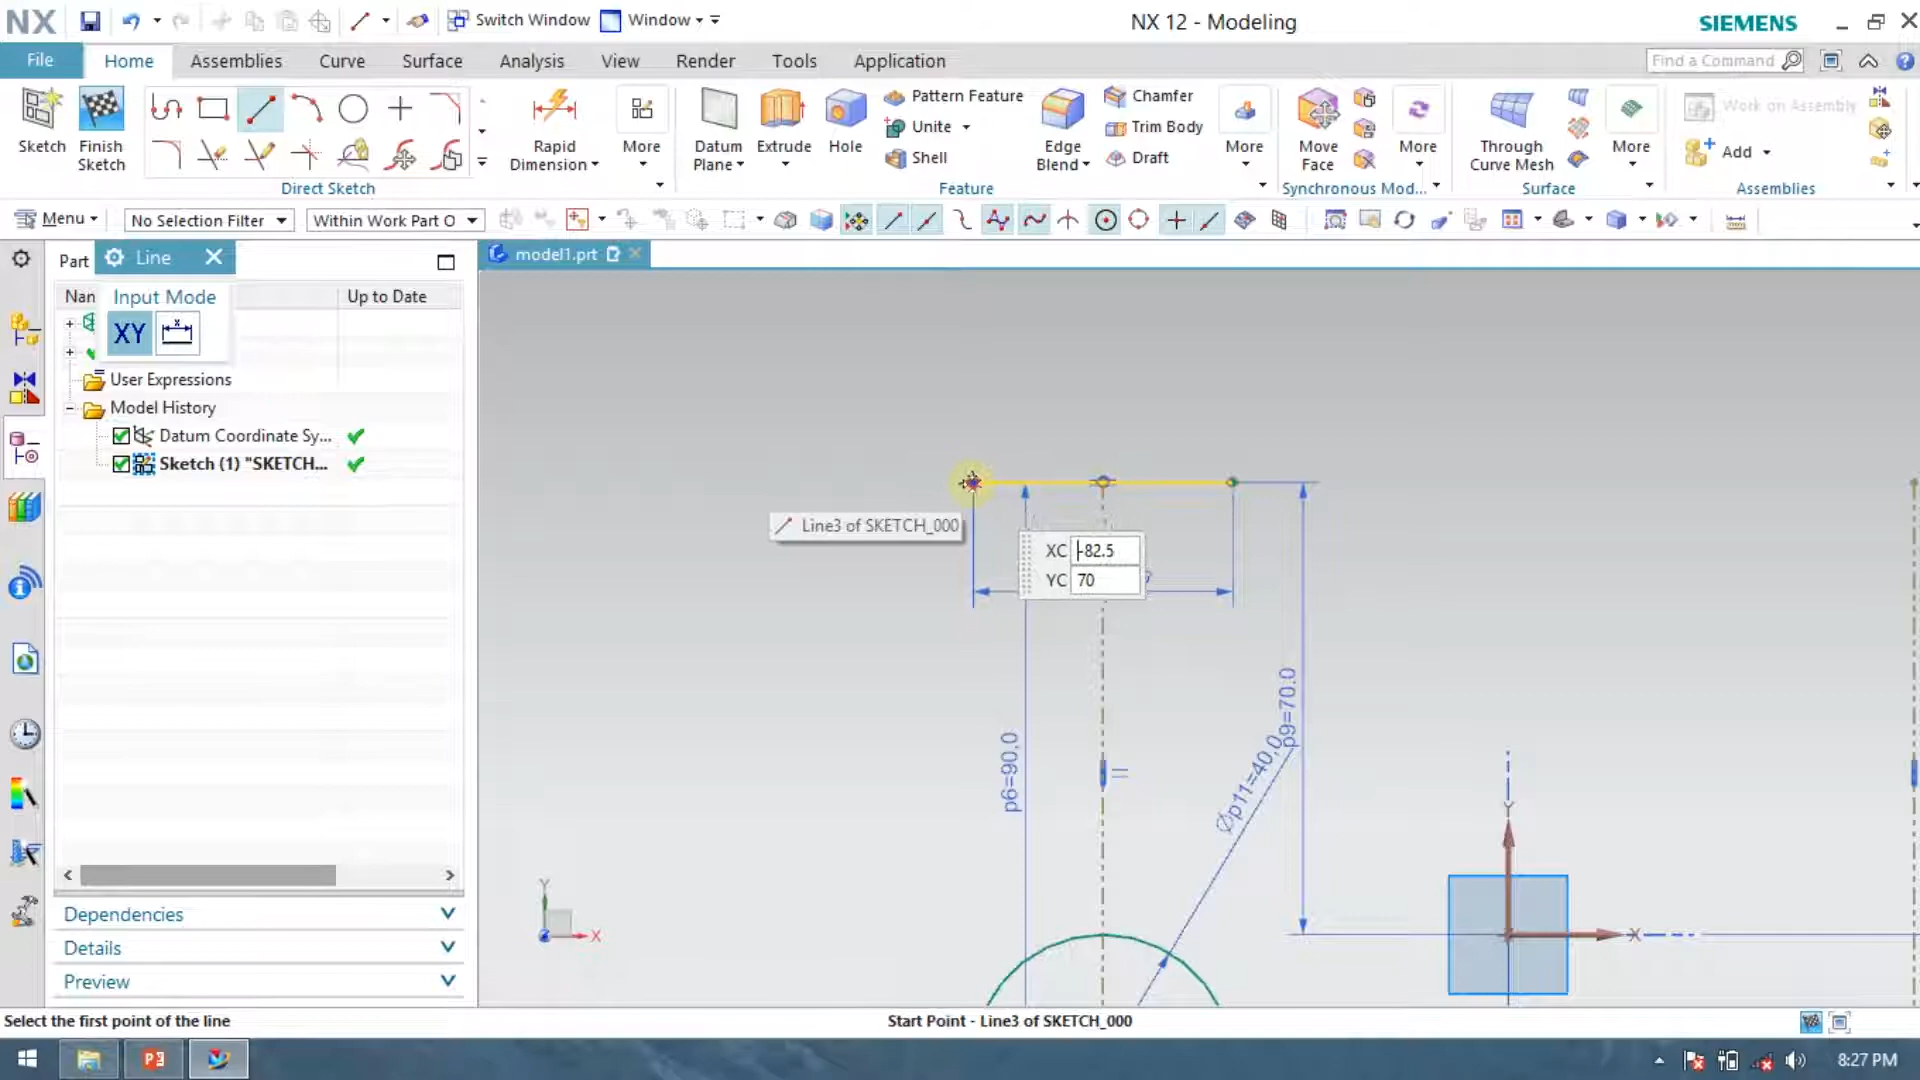 NX
Switch Window
Window
NX 12 - Modeling
SIEMENS
File
Home
Assemblies
Curve
Surface
Analysis
View
Render
Tools
Application
Find a Command
Sketch
Finish
Sketch
Direct Sketch
Rapid
Dimension
More
Datum
Plane
Extrude
Hole
Pattern Feature
Unite
Shell
Edge
Blend
Chamfer
Trim Body
Draft
More
Feature
Move
Face
More
Synchronous Mod...
Through
Curve Mesh
More
Surface
Work on Assembly
Add
Assemblies
Menu
No Selection Filter
Within Work Part O
Part
Line
model1.prt
Nan
Input Mode
Up to Date
XY
User Expressions
Model History
Datum Coordinate Sy...
Sketch (1) "SKETCH...
Line3 of SKETCH_000
XC -82.5
YC 70
p6=90,0
Øp11=40,0
p9=70.0
Y
X
Y
X
Dependencies
Details
Preview
Select the first point of the line
Start Point - Line3 of SKETCH_000
8:27 PM